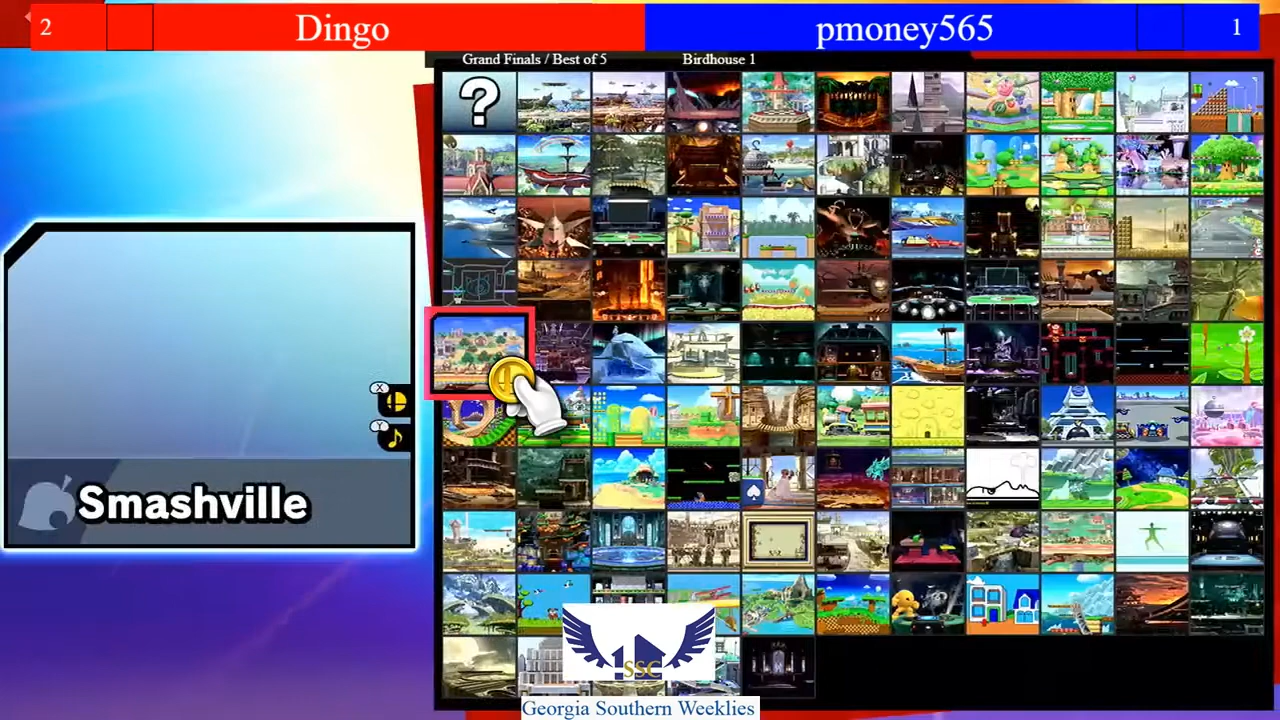 2
Dingo
pmoney565
1
Grand Finals / Best of 5
Birdhouse 1
?
X
Y
Smashville
SSC
Georgia Southern Weeklies